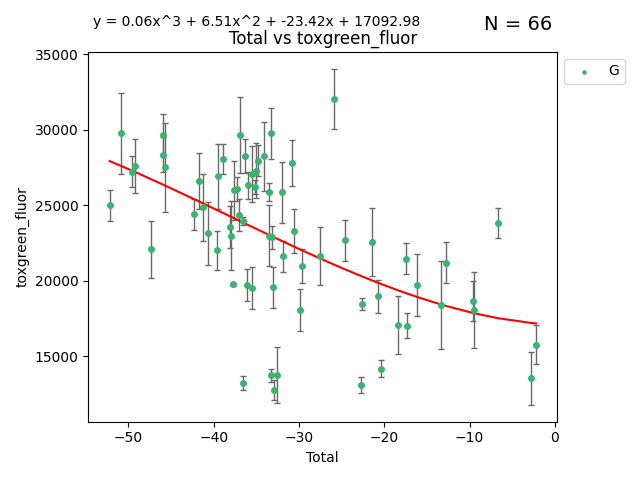 y = 0.06x^3 + 6.51x^2 + -23.42x + 17092.98
N = 66
Total vs toxgreen_fluor
G
toxgreen_fluor
35000
30000
25000
20000
15000
−50
−40
−30
−20
−10
0
Total